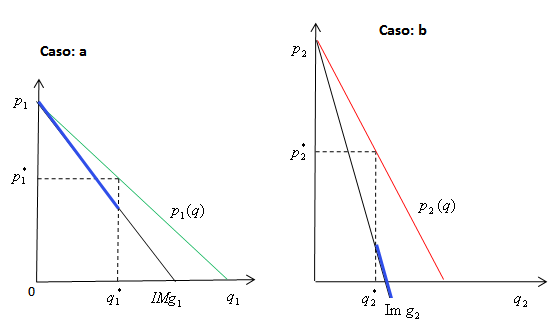 Caso: a
p₁
p₁*
p₁(q)
0
q₁*
IMg₁
q₁
Caso: b
p₂
p₂*
p₂(q)
q₂*
Im g₂
q₂